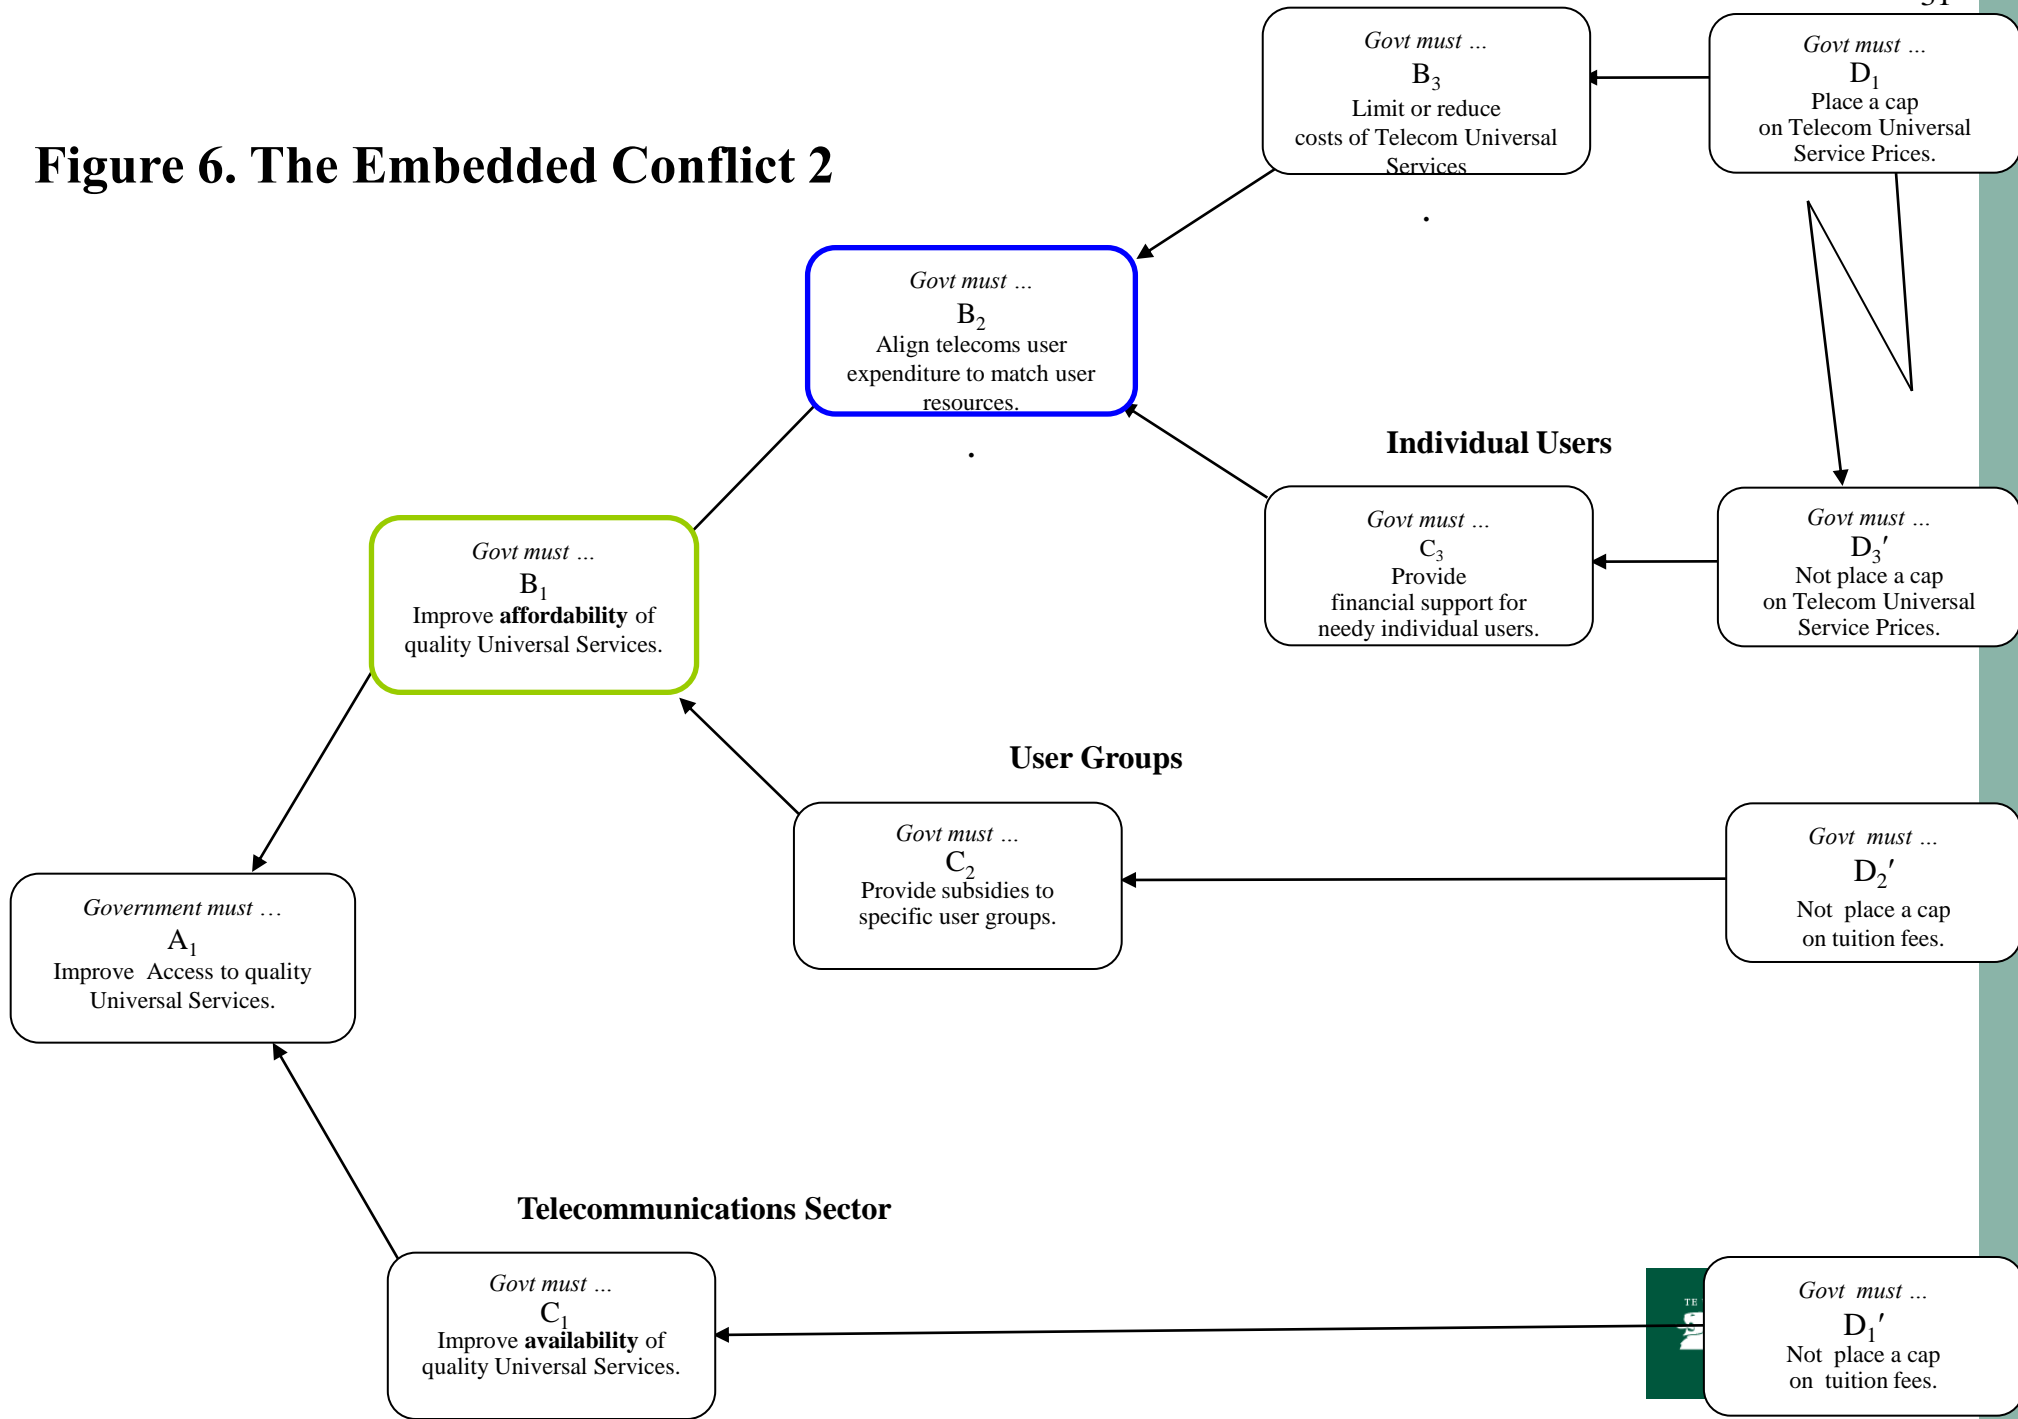 Figure 6. The Embedded Conflict 2
Govt must …
B₃
Limit or reduce
costs of Telecom Universal
Services
.
Govt must …
D₁
Place a cap
on Telecom Universal
Service Prices.
Govt must …
B₂
Align telecoms user
expenditure to match user
resources.
.
Individual Users
Govt must …
C₃
Provide
financial support for
needy individual users.
Govt must …
D₃′
Not place a cap
on Telecom Universal
Service Prices.
Govt must …
B₁
Improve affordability of
quality Universal Services.
User Groups
Govt must …
C₂
Provide subsidies to
specific user groups.
Govt  must …
D₂′
Not  place a cap
on tuition fees.
Government must …
A₁
Improve  Access to quality
Universal Services.
Telecommunications Sector
Govt must …
C₁
Improve availability of
quality Universal Services.
TE
Govt  must …
D₁′
Not  place a cap
on  tuition fees.